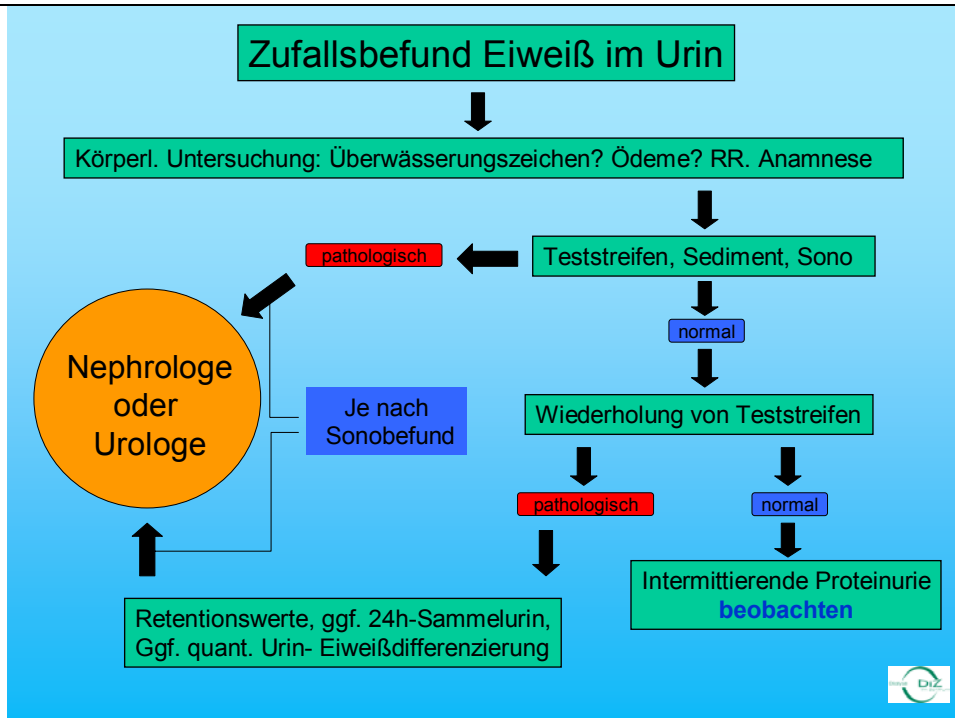 Zufallsbefund Eiweiß im Urin
Körperl. Untersuchung: Überwässerungszeichen? Ödeme? RR. Anamnese
pathologisch
Teststreifen, Sediment, Sono
normal
Nephrologe
oder
Urologe
Je nach
Sonobefund
Wiederholung von Teststreifen
pathologisch
normal
Intermittierende Proteinurie
beobachten
Retentionswerte, ggf. 24h-Sammelurin,
Ggf. quant. Urin- Eiweißdifferenzierung
DiZ